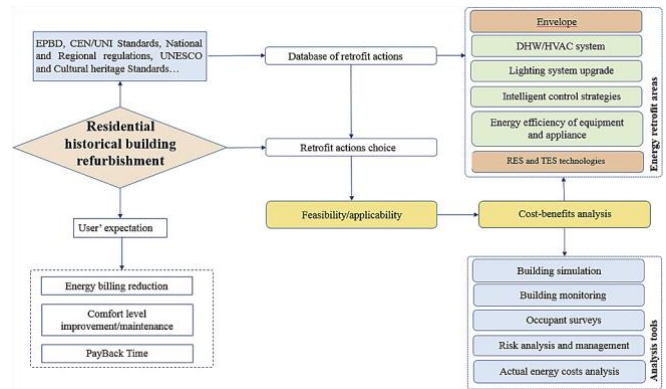 EPBD, CEN/UNI Standards, National
and Regional regulations, UNESCO
and Cultural heritage Standards…
Database of retrofit actions
Envelope
DHW/HVAC system
Lighting system upgrade
Intelligent control strategies
Energy efficiency of equipment
and appliance
RES and TES technologies
Energy retrofit areas
Residential
historical building
refurbishment
Retrofit actions choice
Feasibility/applicability
Cost-benefits analysis
User' expectation
Energy billing reduction
Comfort level
improvement/maintenance
PayBack Time
Building simulation
Building monitoring
Occupant surveys
Risk analysis and management
Actual energy costs analysis
Analysis tools